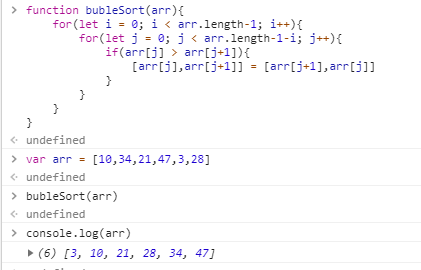 function bubleSort(arr){
    for(let i = 0; i < arr.length-1; i++){
        for(let j = 0; j < arr.length-1-i; j++){
            if(arr[j] > arr[j+1]){
                [arr[j],arr[j+1]] = [arr[j+1],arr[j]]
            }
        }
    }
}
undefined
var arr = [10,34,21,47,3,28]
undefined
bubleSort(arr)
undefined
console.log(arr)
(6) [3, 10, 21, 28, 34, 47]
undefined